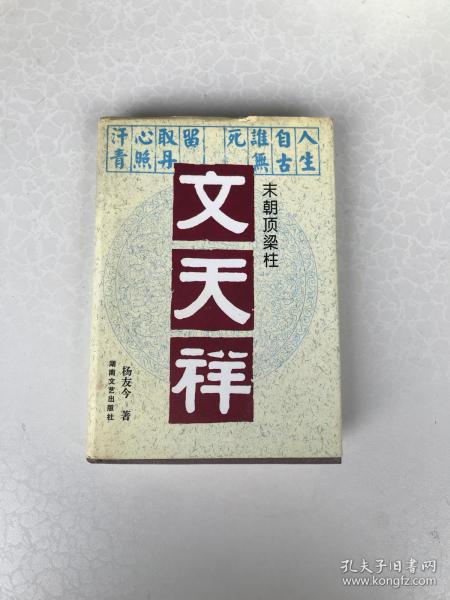 人生
自古
誰無
死
留
取丹
心照
汗青
末朝顶梁柱
文天祥
杨友今 著
湖南文艺出版社
孔夫子旧书网
www.kongfz.com